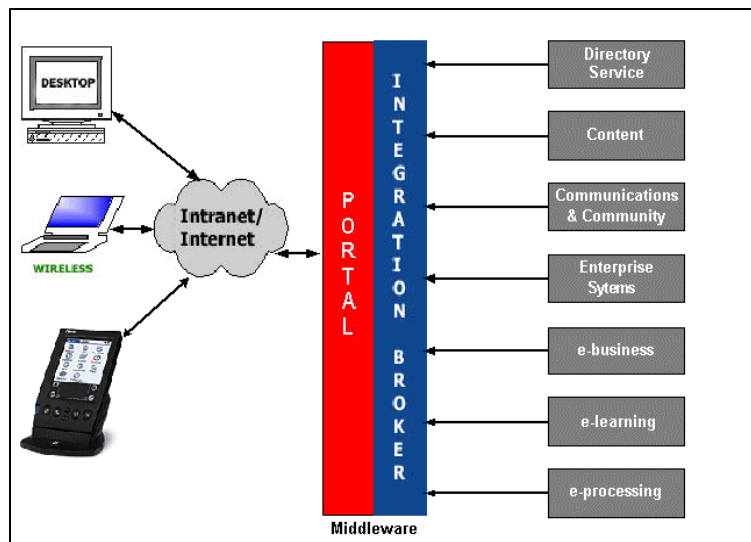 DESKTOP
WIRELESS
Intranet/
Internet
PORTAL
INTEGRATION BROKER
Middleware
Directory
Service
Content
Communications
& Community
Enterprise
Sytems
e-business
e-learning
e-processing